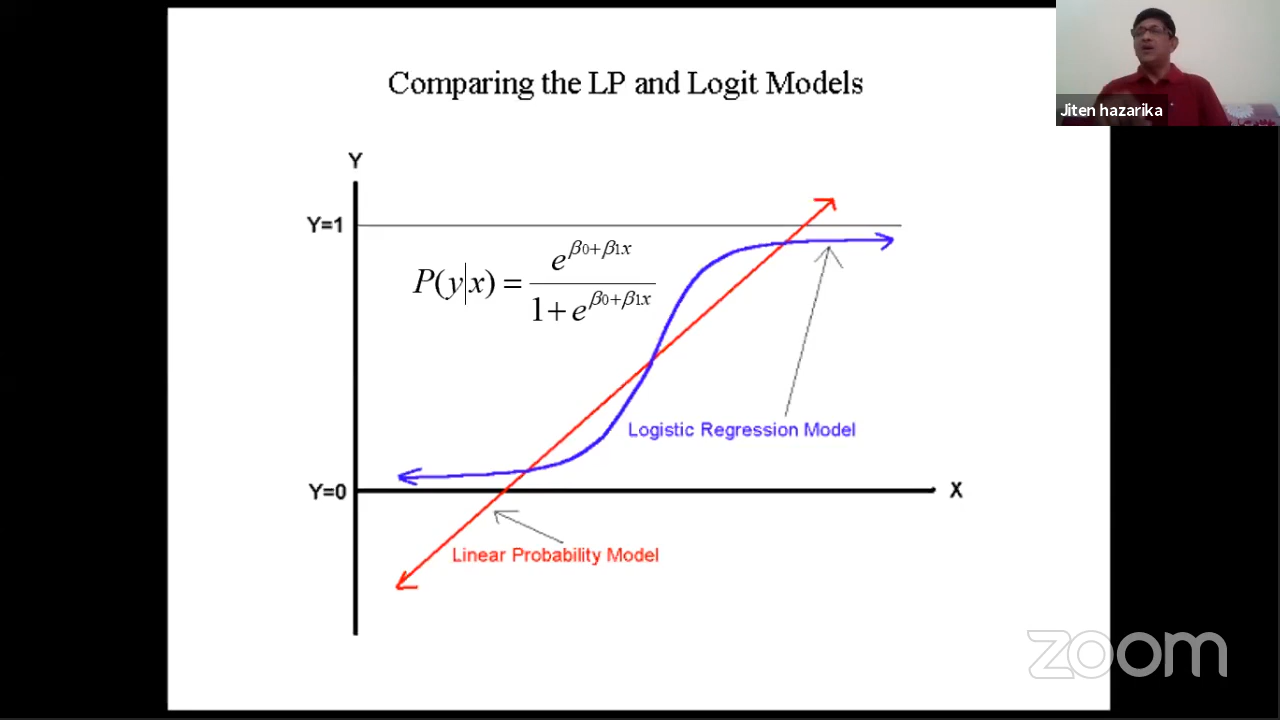 Comparing the LP and Logit Models
Jiten hazarika
Y
Y=1
P(y|x) = e^{β0+β1x} / 1 + e^{β0+β1x}
Logistic Regression Model
Y=0
X
Linear Probability Model
zoom